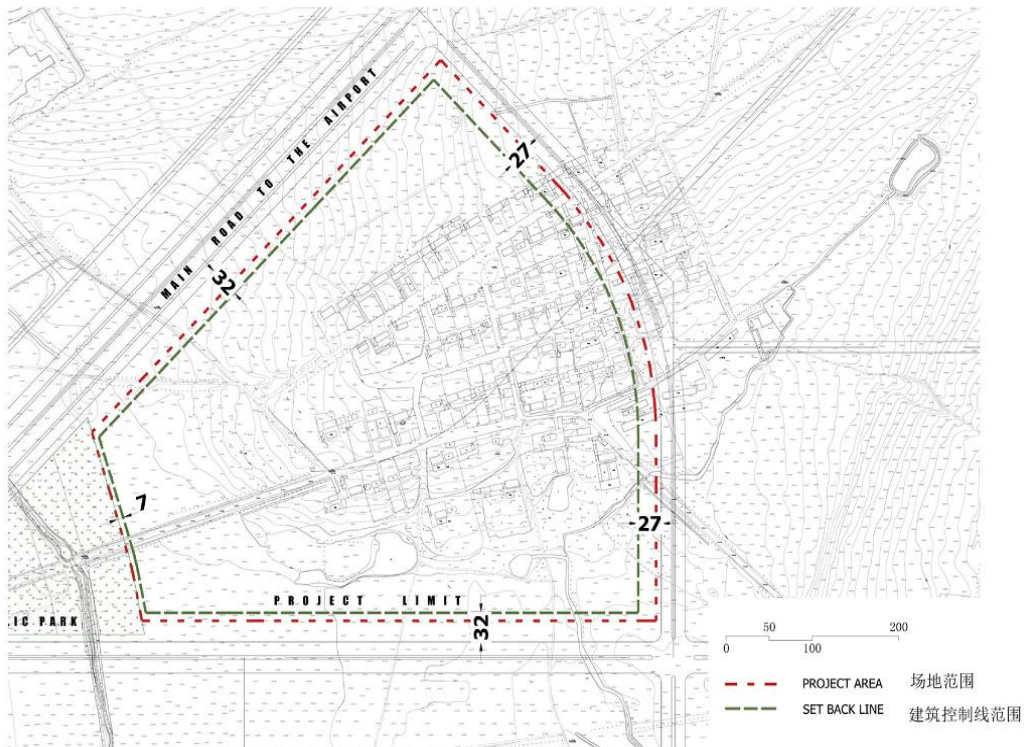 MAIN ROAD TO THE AIRPORT
27
32
7
27
PROJECT LIMIT
32
IC PARK
50 200
0 100
PROJECT AREA 场地范围
SET BACK LINE 建筑控制线范围